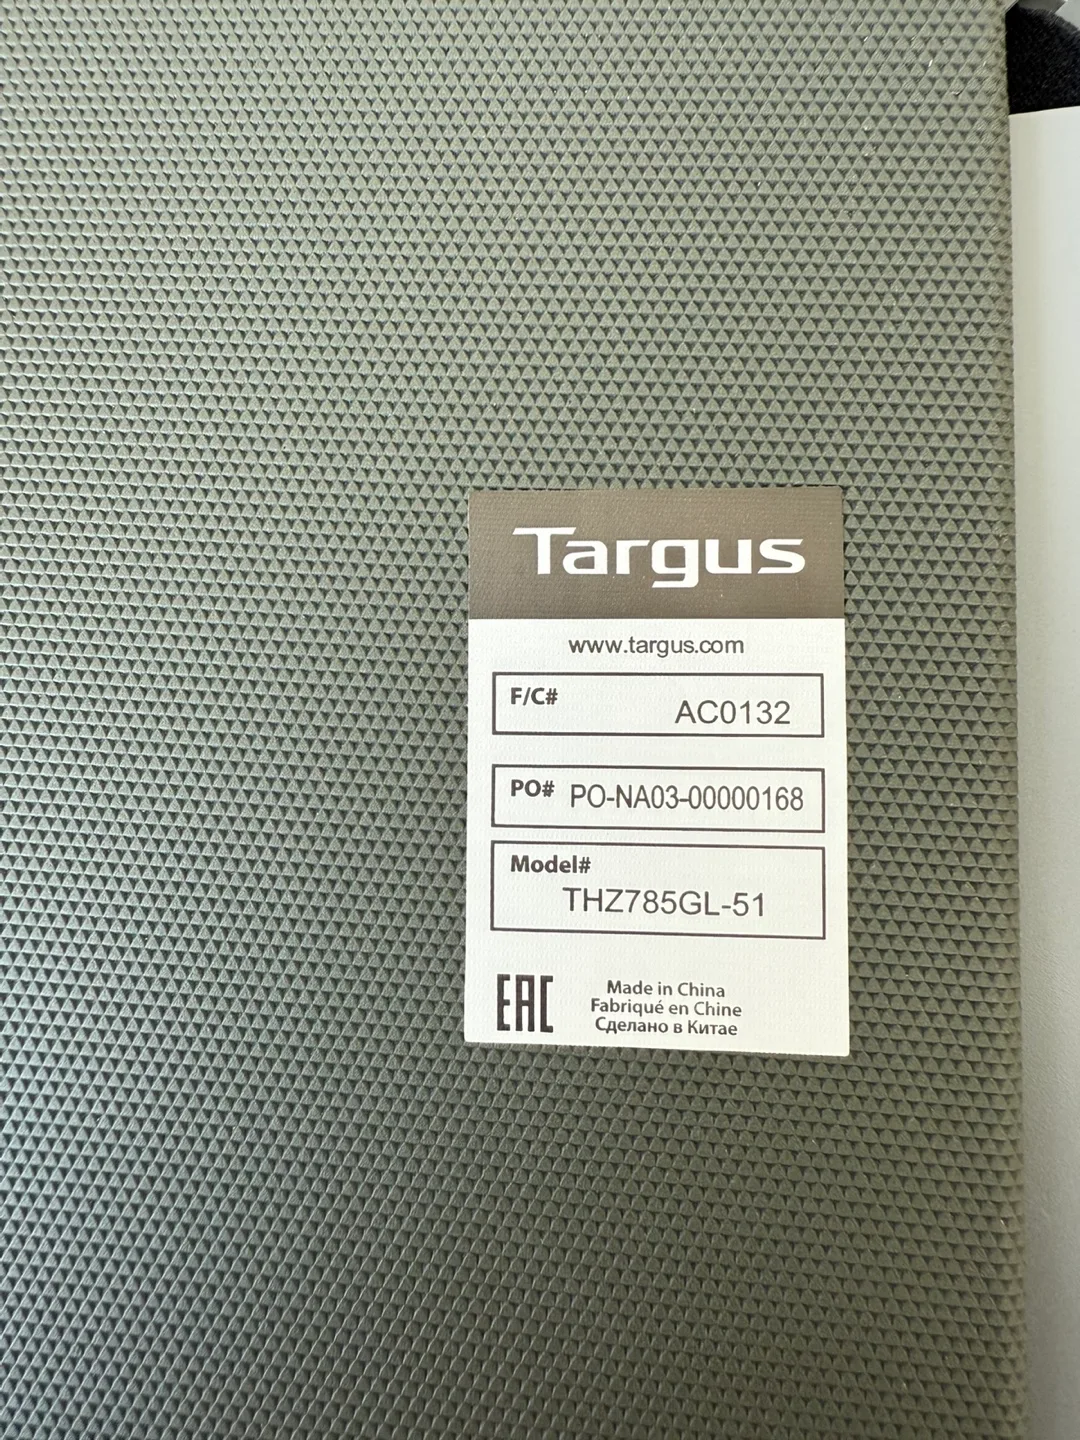 Targus
www.targus.com
F/C#
AC0132
PO# PO-NA03-00000168
Model#
THZ785GL-51
EAC
Made in China
Fabriqué en Chine
Сделано в Китае